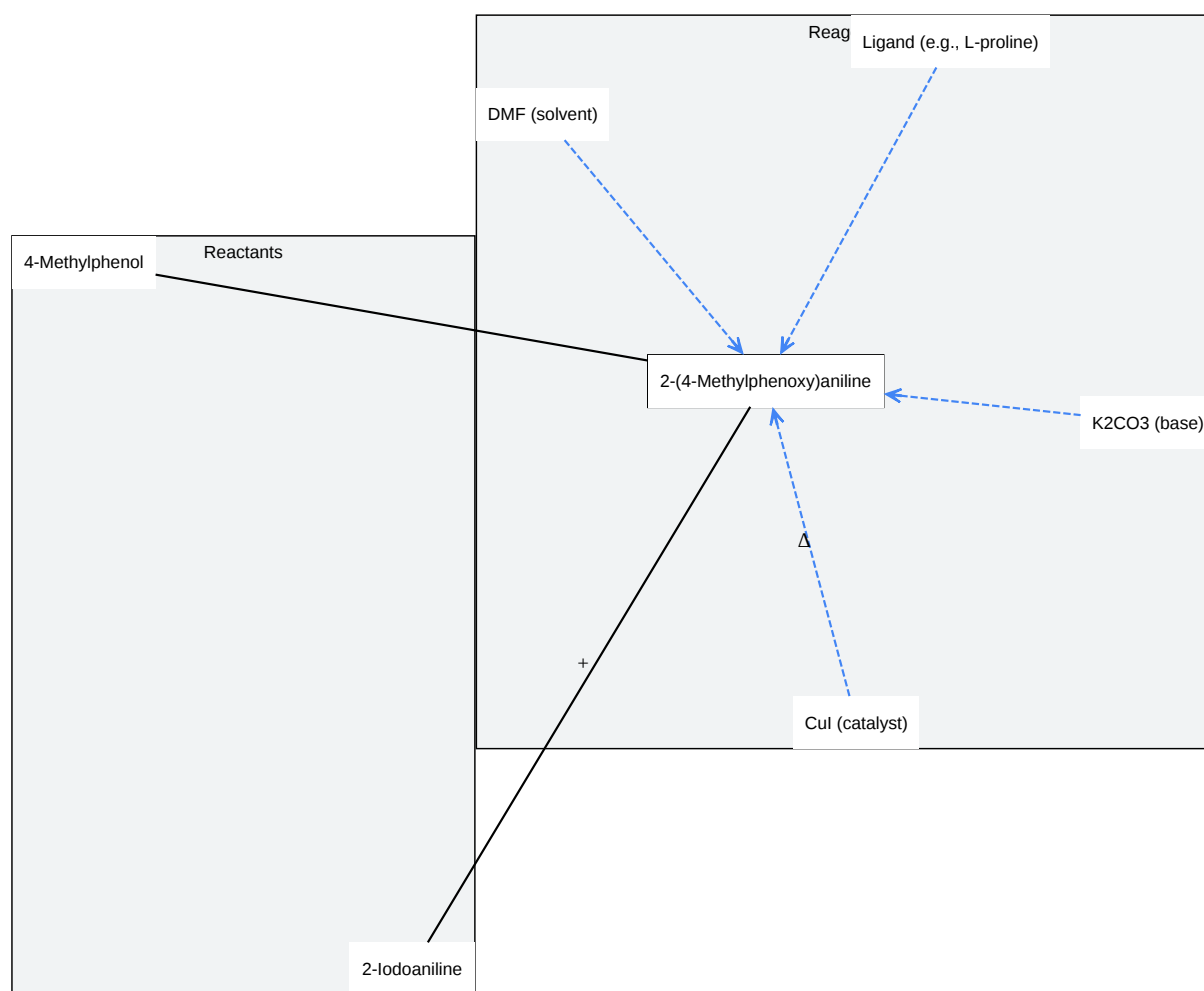 Reag
Ligand (e.g., L-proline)
DMF (solvent)
Reactants
4-Methylphenol
2-(4-Methylphenoxy)aniline
K2CO3 (base)
Δ
+
CuI (catalyst)
2-Iodoaniline